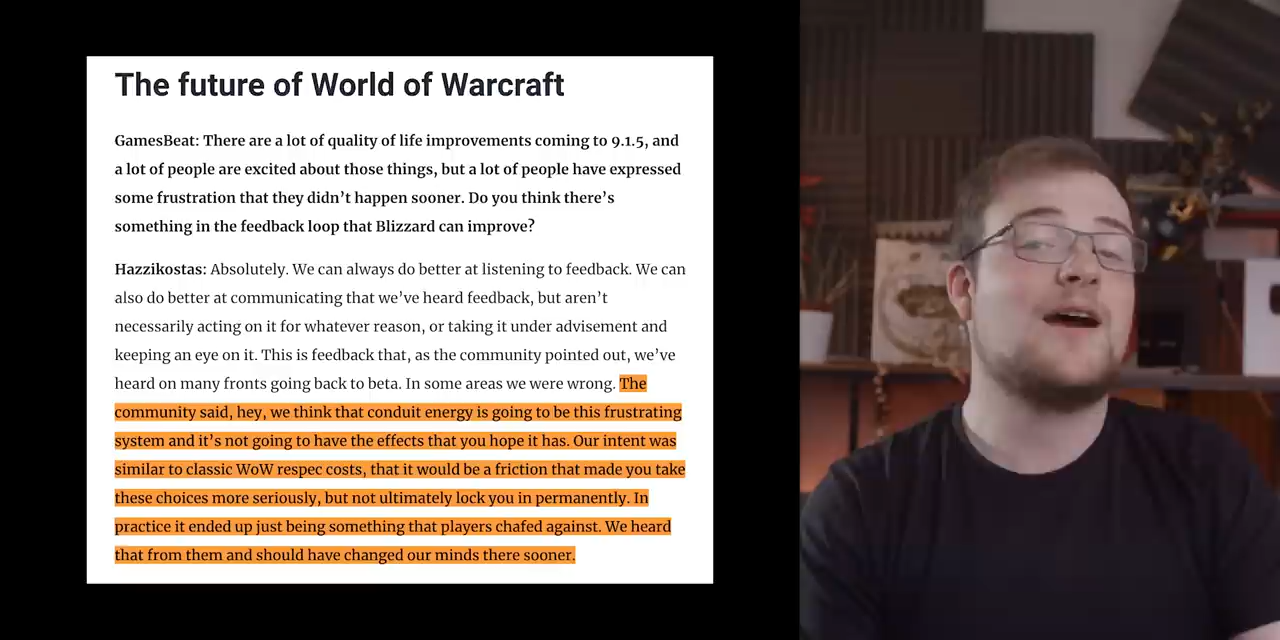 The future of World of Warcraft
GamesBeat: There are a lot of quality of life improvements coming to 9.1.5, and
a lot of people are excited about those things, but a lot of people have expressed
some frustration that they didn’t happen sooner. Do you think there’s
something in the feedback loop that Blizzard can improve?
Hazzikostas: Absolutely. We can always do better at listening to feedback. We can
also do better at communicating that we’ve heard feedback, but aren’t
necessarily acting on it for whatever reason, or taking it under advisement and
keeping an eye on it. This is feedback that, as the community pointed out, we’ve
heard on many fronts going back to beta. In some areas we were wrong. The
community said, hey, we think that conduit energy is going to be this frustrating
system and it’s not going to have the effects that you hope it has. Our intent was
similar to classic WoW respec costs, that it would be a friction that made you take
these choices more seriously, but not ultimately lock you in permanently. In
practice it ended up just being something that players chafed against. We heard
that from them and should have changed our minds there sooner.